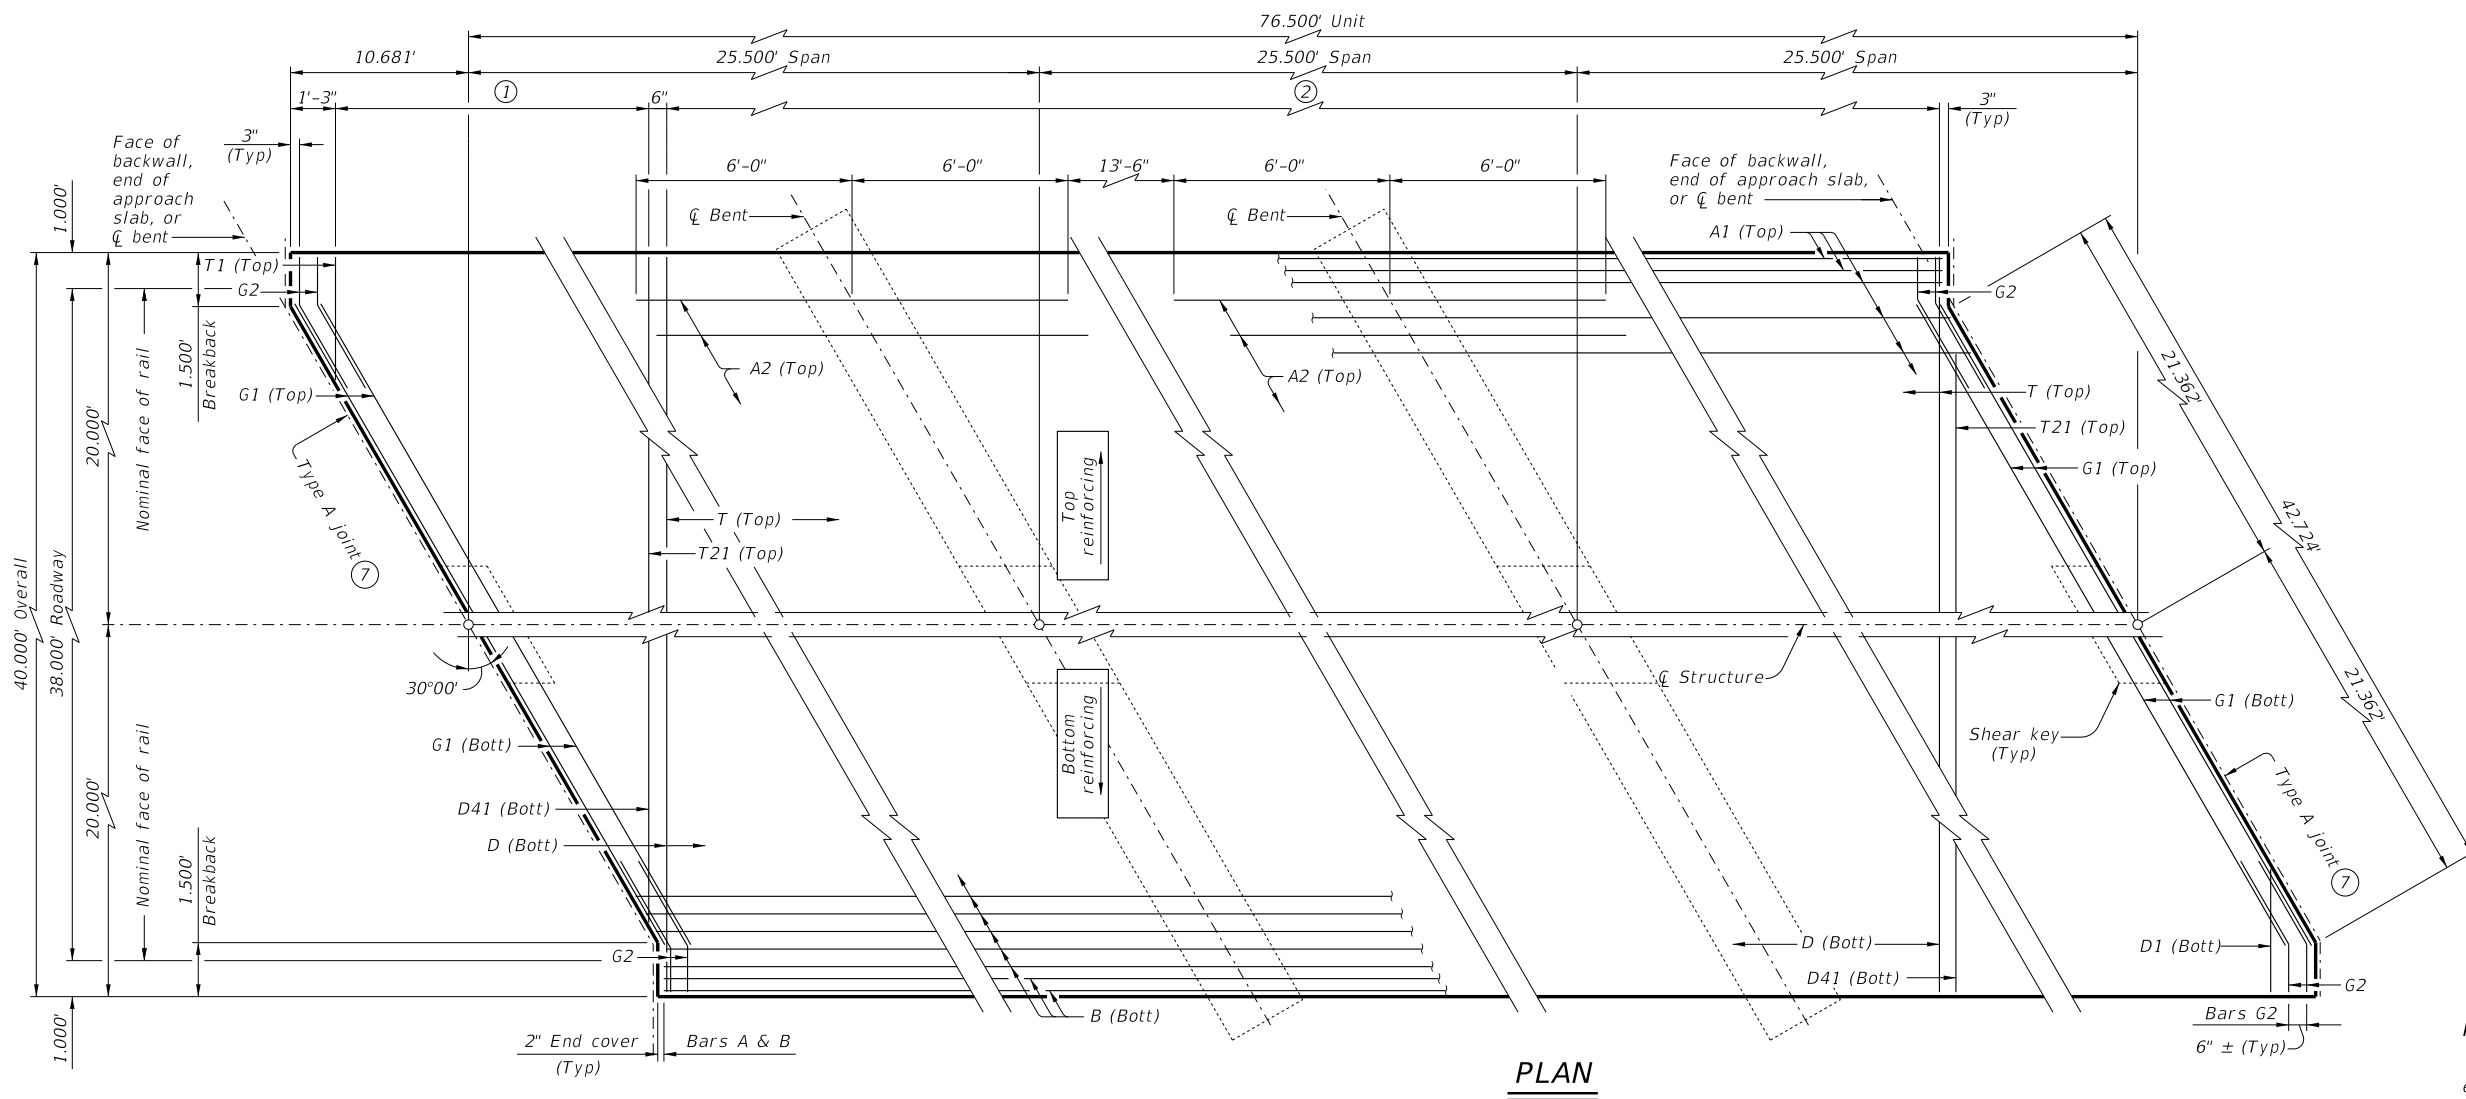 76.500' Unit
10.681'
25.500' Span
25.500' Span
25.500' Span
1'-3"
1
6"
2
3"
(Typ)
Face of
backwall,
end of
approach
slab, or
℄ bent
3"
(Typ)
6'-0"
6'-0"
13'-6"
6'-0"
6'-0"
Face of backwall,
end of approach slab,
or ℄ bent
1.000'
℄ Bent
℄ Bent
A1 (Top)
T1 (Top)
G2
G2
1.500'
Breakback
Nominal face of rail
G1 (Top)
A2 (Top)
A2 (Top)
T (Top)
T21 (Top)
G1 (Top)
21.362'
42.724'
20.000'
Type A joint
7
Top
reinforcing
T (Top)
T21 (Top)
40.000' Overall
38.000' Roadway
30°00'
℄ Structure
Bottom
reinforcing
G1 (Bott)
G1 (Bott)
21.362'
Shear key
(Typ)
Type A joint
7
20.000'
Nominal face of rail
1.500'
Breakback
D41 (Bott)
D (Bott)
G2
D (Bott)
D1 (Bott)
D41 (Bott)
G2
B (Bott)
1.000'
2" End cover
(Typ)
Bars A & B
Bars G2
6" ± (Typ)
PLAN